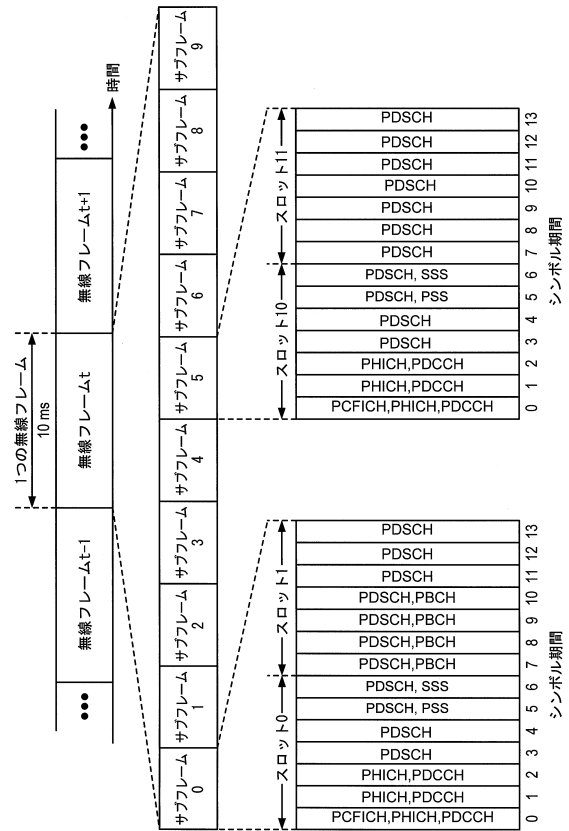 1つの無線フレーム
10 ms
•••
無線フレームt-1
無線フレームt
無線フレームt+1
•••
時間
サブフレーム
0
サブフレーム
1
サブフレーム
2
サブフレーム
3
サブフレーム
4
サブフレーム
5
サブフレーム
6
サブフレーム
7
サブフレーム
8
サブフレーム
9
スロット0
スロット1
PCFICH,PHICH,PDCCH
PHICH,PDCCH
PHICH,PDCCH
PDSCH
PDSCH
PDSCH, PSS
PDSCH, SSS
PDSCH,PBCH
PDSCH,PBCH
PDSCH,PBCH
PDSCH,PBCH
PDSCH
PDSCH
PDSCH
0 1 2 3 4 5 6 7 8 9 10 11 12 13
シンボル期間
スロット10
スロット11
PCFICH,PHICH,PDCCH
PHICH,PDCCH
PHICH,PDCCH
PDSCH
PDSCH
PDSCH, PSS
PDSCH, SSS
PDSCH
PDSCH
PDSCH
PDSCH
PDSCH
PDSCH
PDSCH
0 1 2 3 4 5 6 7 8 9 10 11 12 13
シンボル期間